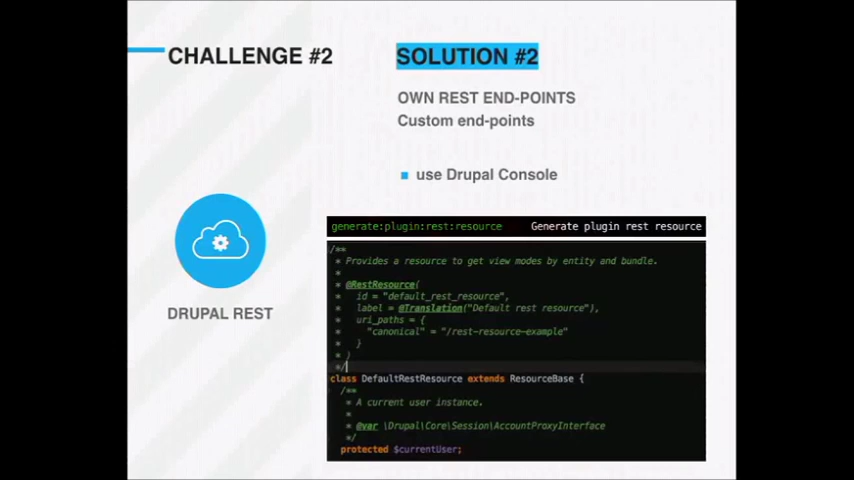 CHALLENGE #2
SOLUTION #2
OWN REST END-POINTS
Custom end-points
use Drupal Console
DRUPAL REST
generate:plugin:rest:resource Generate plugin rest resource
/**
* Provides a resource to get view modes by entity and bundle.
*
* @RestResource(
* id = "default_rest_resource",
* label = @Translation("Default rest resource"),
* uri_paths = {
* "canonical" = "/rest-resource-example"
* }
* )
*/
class DefaultRestResource extends ResourceBase {
/**
* A current user instance.
*
* @var \Drupal\Core\Session\AccountProxyInterface
*/
protected $currentUser;